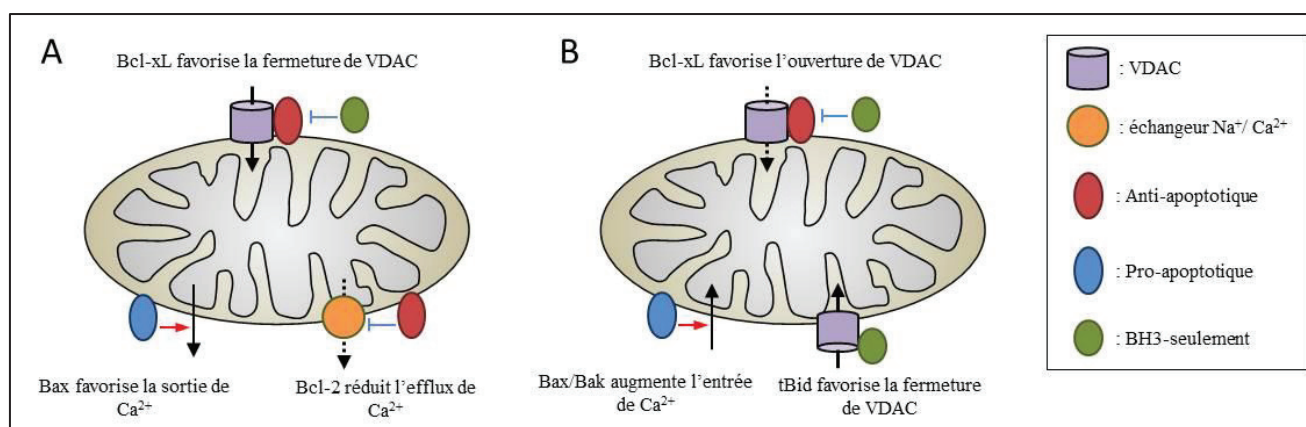 A
Bcl-xL favorise la fermeture de VDAC
Bax favorise la sortie de
Ca²⁺
Bcl-2 réduit l'efflux de
Ca²⁺
B
Bcl-xL favorise l'ouverture de VDAC
Bax/Bak augmente l'entrée
de Ca²⁺
tBid favorise la fermeture
de VDAC
: VDAC
: échangeur Na⁺/ Ca²⁺
: Anti-apoptotique
: Pro-apoptotique
: BH3-seulement